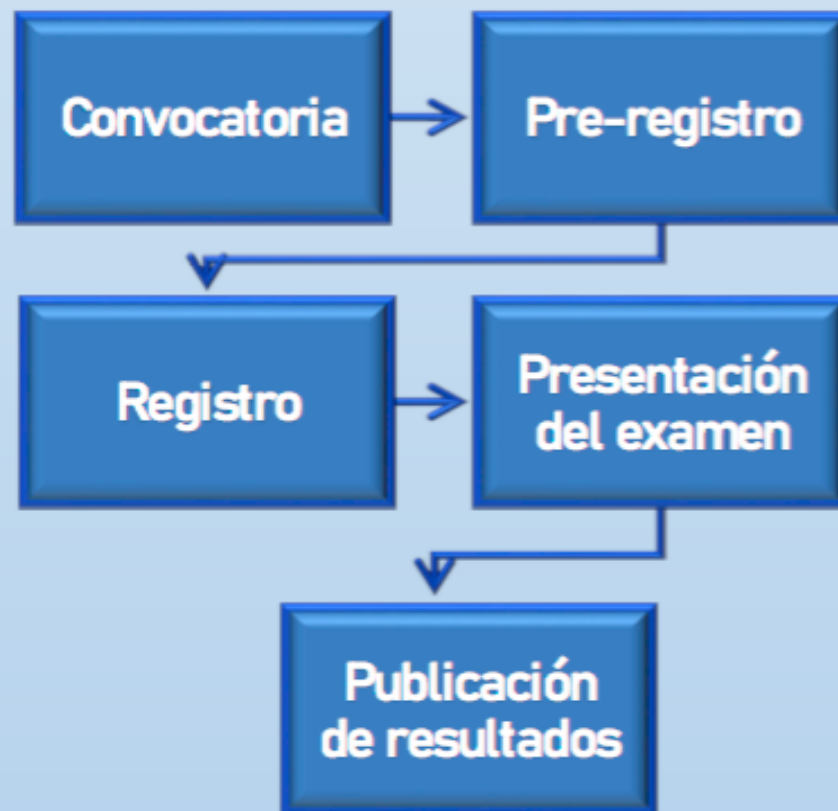 Convocatoria
Pre-registro
Registro
Presentación
del examen
Publicación
de resultados